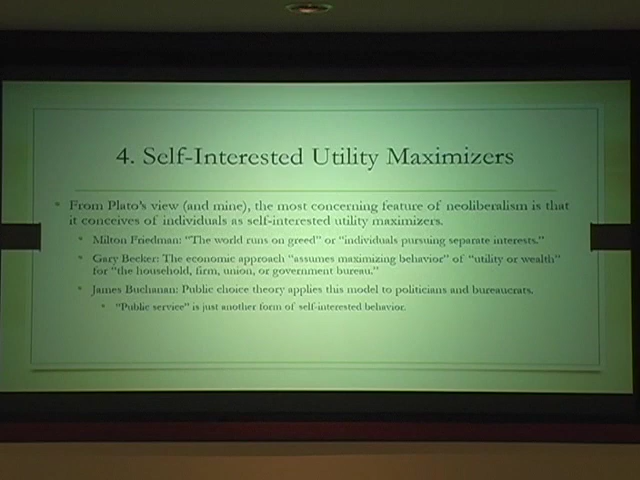 4. Self-Interested Utility Maximizers
From Plato's view (and mine), the most concerning feature of neoliberalism is that
it conceives of individuals as self-interested utility maximizers.
Milton Friedman: “The world runs on greed” or “individuals pursuing separate interests.”
Gary Becker: The economic approach “assumes maximizing behavior” of “utility or wealth”
for “the household, firm, union, or government bureau.”
James Buchanan: Public choice theory applies this model to politicians and bureaucrats.
“Public service” is just another form of self-interested behavior.